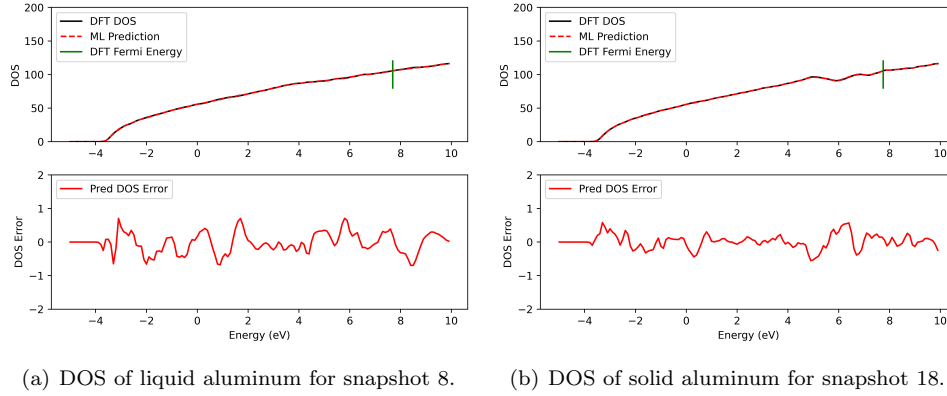 200
150
100
50
0
DOS
DFT DOS
ML Prediction
DFT Fermi Energy
−4 −2 0 2 4 6 8 10
2
1
0
−1
−2
DOS Error
Pred DOS Error
−4 −2 0 2 4 6 8 10
Energy (eV)
(a) DOS of liquid aluminum for snapshot 8.
200
150
100
50
0
DOS
DFT DOS
ML Prediction
DFT Fermi Energy
−4 −2 0 2 4 6 8 10
2
1
0
−1
−2
DOS Error
Pred DOS Error
−4 −2 0 2 4 6 8 10
Energy (eV)
(b) DOS of solid aluminum for snapshot 18.